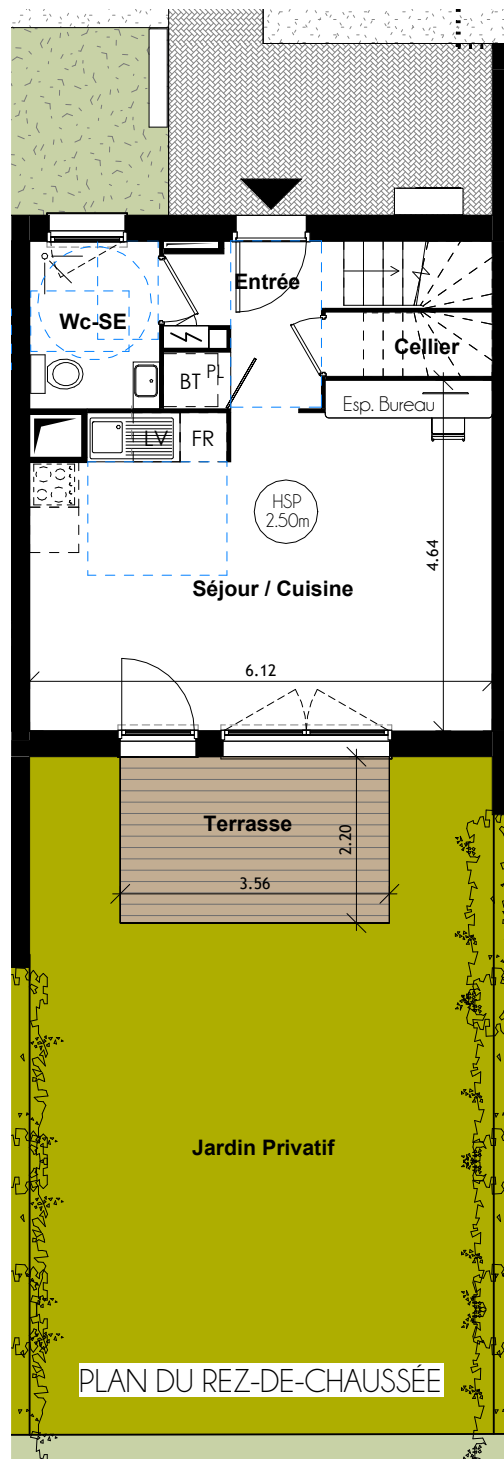 Entrée
Wc-SE
Cellier
BT
PL
Esp. Bureau
LV
FR
HSP
2.50m
4.64
Séjour / Cuisine
6.12
Terrasse
2.20
3.56
Jardin Privatif
PLAN DU REZ-DE-CHAUSSÉE